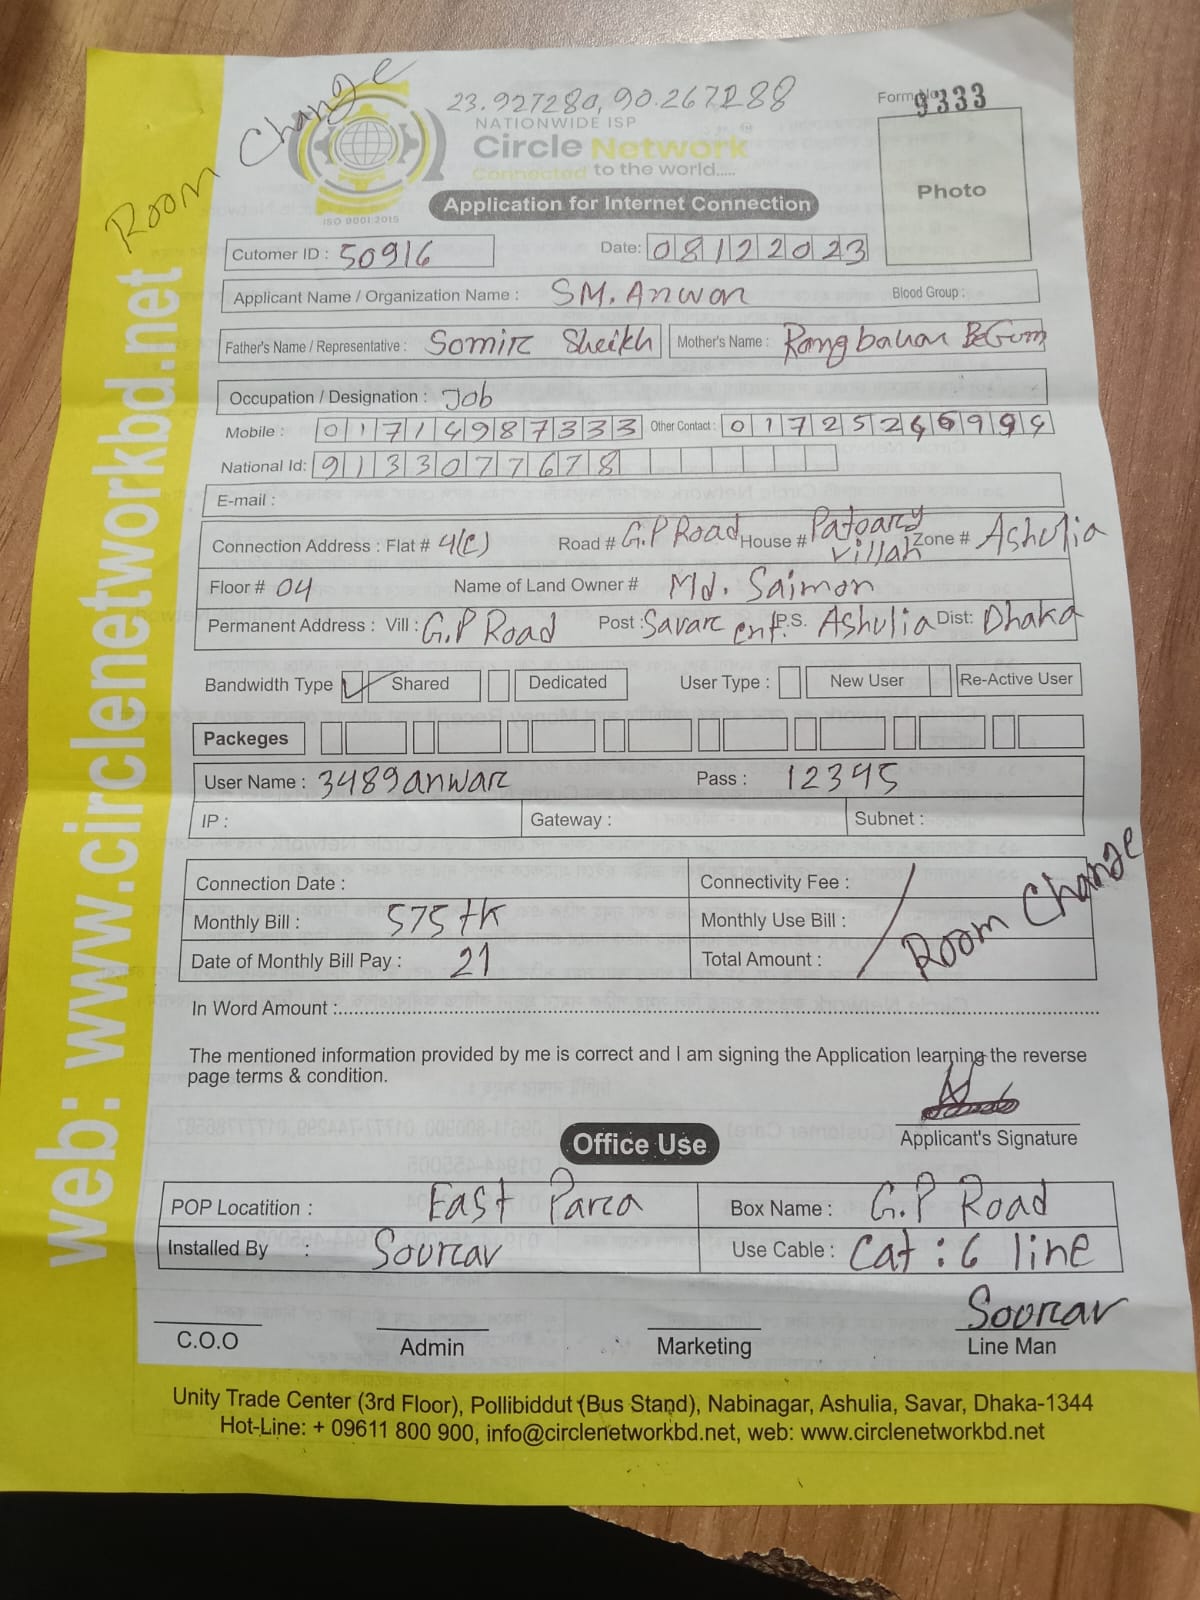 Room Change
23.927280, 90.267288
Form No 9333
NATIONWIDE ISP
Circle Network
Connected to the world.....
ISO 9001:2015
Photo
Application for Internet Connection
Cutomer ID : 50916 Date: 08122023
Applicant Name / Organization Name : SM. Anwar Blood Group :
Father's Name / Representative : Somir Sheikh Mother's Name : Rangbahar BeGum
Occupation / Designation : Job
Mobile : 01714987333 Other Contact : 01725246994
National Id: 9133077678
E-mail :
Connection Address : Flat # 4(C) Road # G.P Road House # Patoary Villah Zone # Ashulia
Floor # 04 Name of Land Owner # Md. Saimon
Permanent Address : Vill : G.P Road Post : Savar P.S. Ashulia Dist: Dhaka
Bandwidth Type Shared Dedicated User Type : New User Re-Active User
Packeges
User Name : 3489anwar Pass : 12345
IP : Gateway : Subnet :
Connection Date : Connectivity Fee :
Monthly Bill : 575 tk Monthly Use Bill :
Date of Monthly Bill Pay : 21 Total Amount :
Room Change
In Word Amount :
The mentioned information provided by me is correct and I am signing the Application learning the reverse
page terms & condition.
Applicant's Signature
Office Use
POP Locatition : East Para Box Name : G.P Road
Installed By : Sourav Use Cable : Cat : 6 line
Sourav
C.O.O Admin Marketing Line Man
Unity Trade Center (3rd Floor), Pollibiddut (Bus Stand), Nabinagar, Ashulia, Savar, Dhaka-1344
Hot-Line: + 09611 800 900, info@circlenetworkbd.net, web: www.circlenetworkbd.net
web: www.circlenetworkbd.net